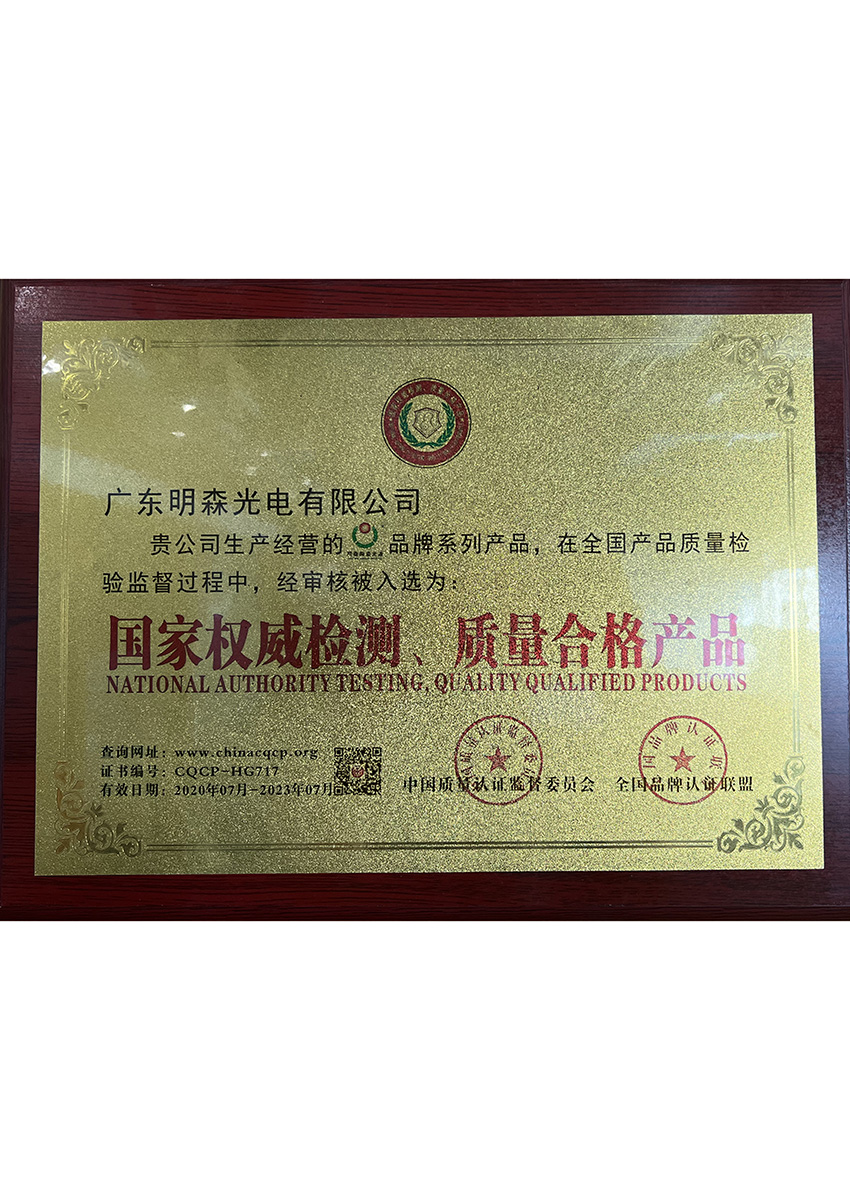 广东明森光电有限公司
贵公司生产经营的 品牌系列产品，在全国产品质量检
验监督过程中，经审核被入选为：
国家权威检测、质量合格产品
NATIONAL AUTHORITY TESTING, QUALITY QUALIFIED PRODUCTS
查询网址：www.chinacqcp.org
证书编号：CQCP-HG717
有效日期：2020年07月-2023年07月
中国质量认证监督委员会 全国品牌认证联盟